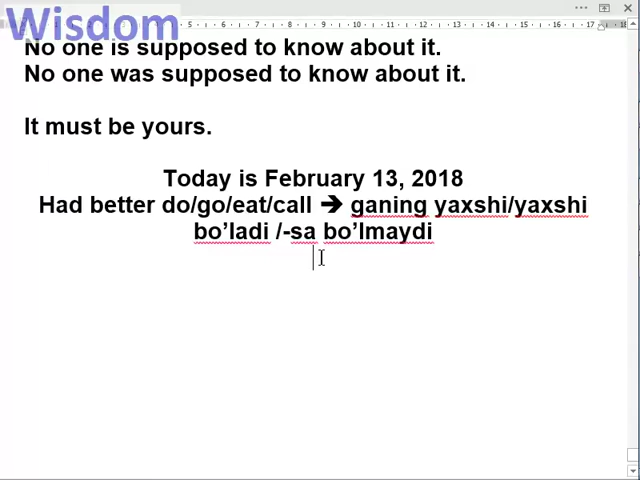 Wisdom
No one is supposed to know about it.
No one was supposed to know about it.
It must be yours.
Today is February 13, 2018
Had better do/go/eat/call ➔ ganing yaxshi/yaxshi
bo’ladi /-sa bo’lmaydi